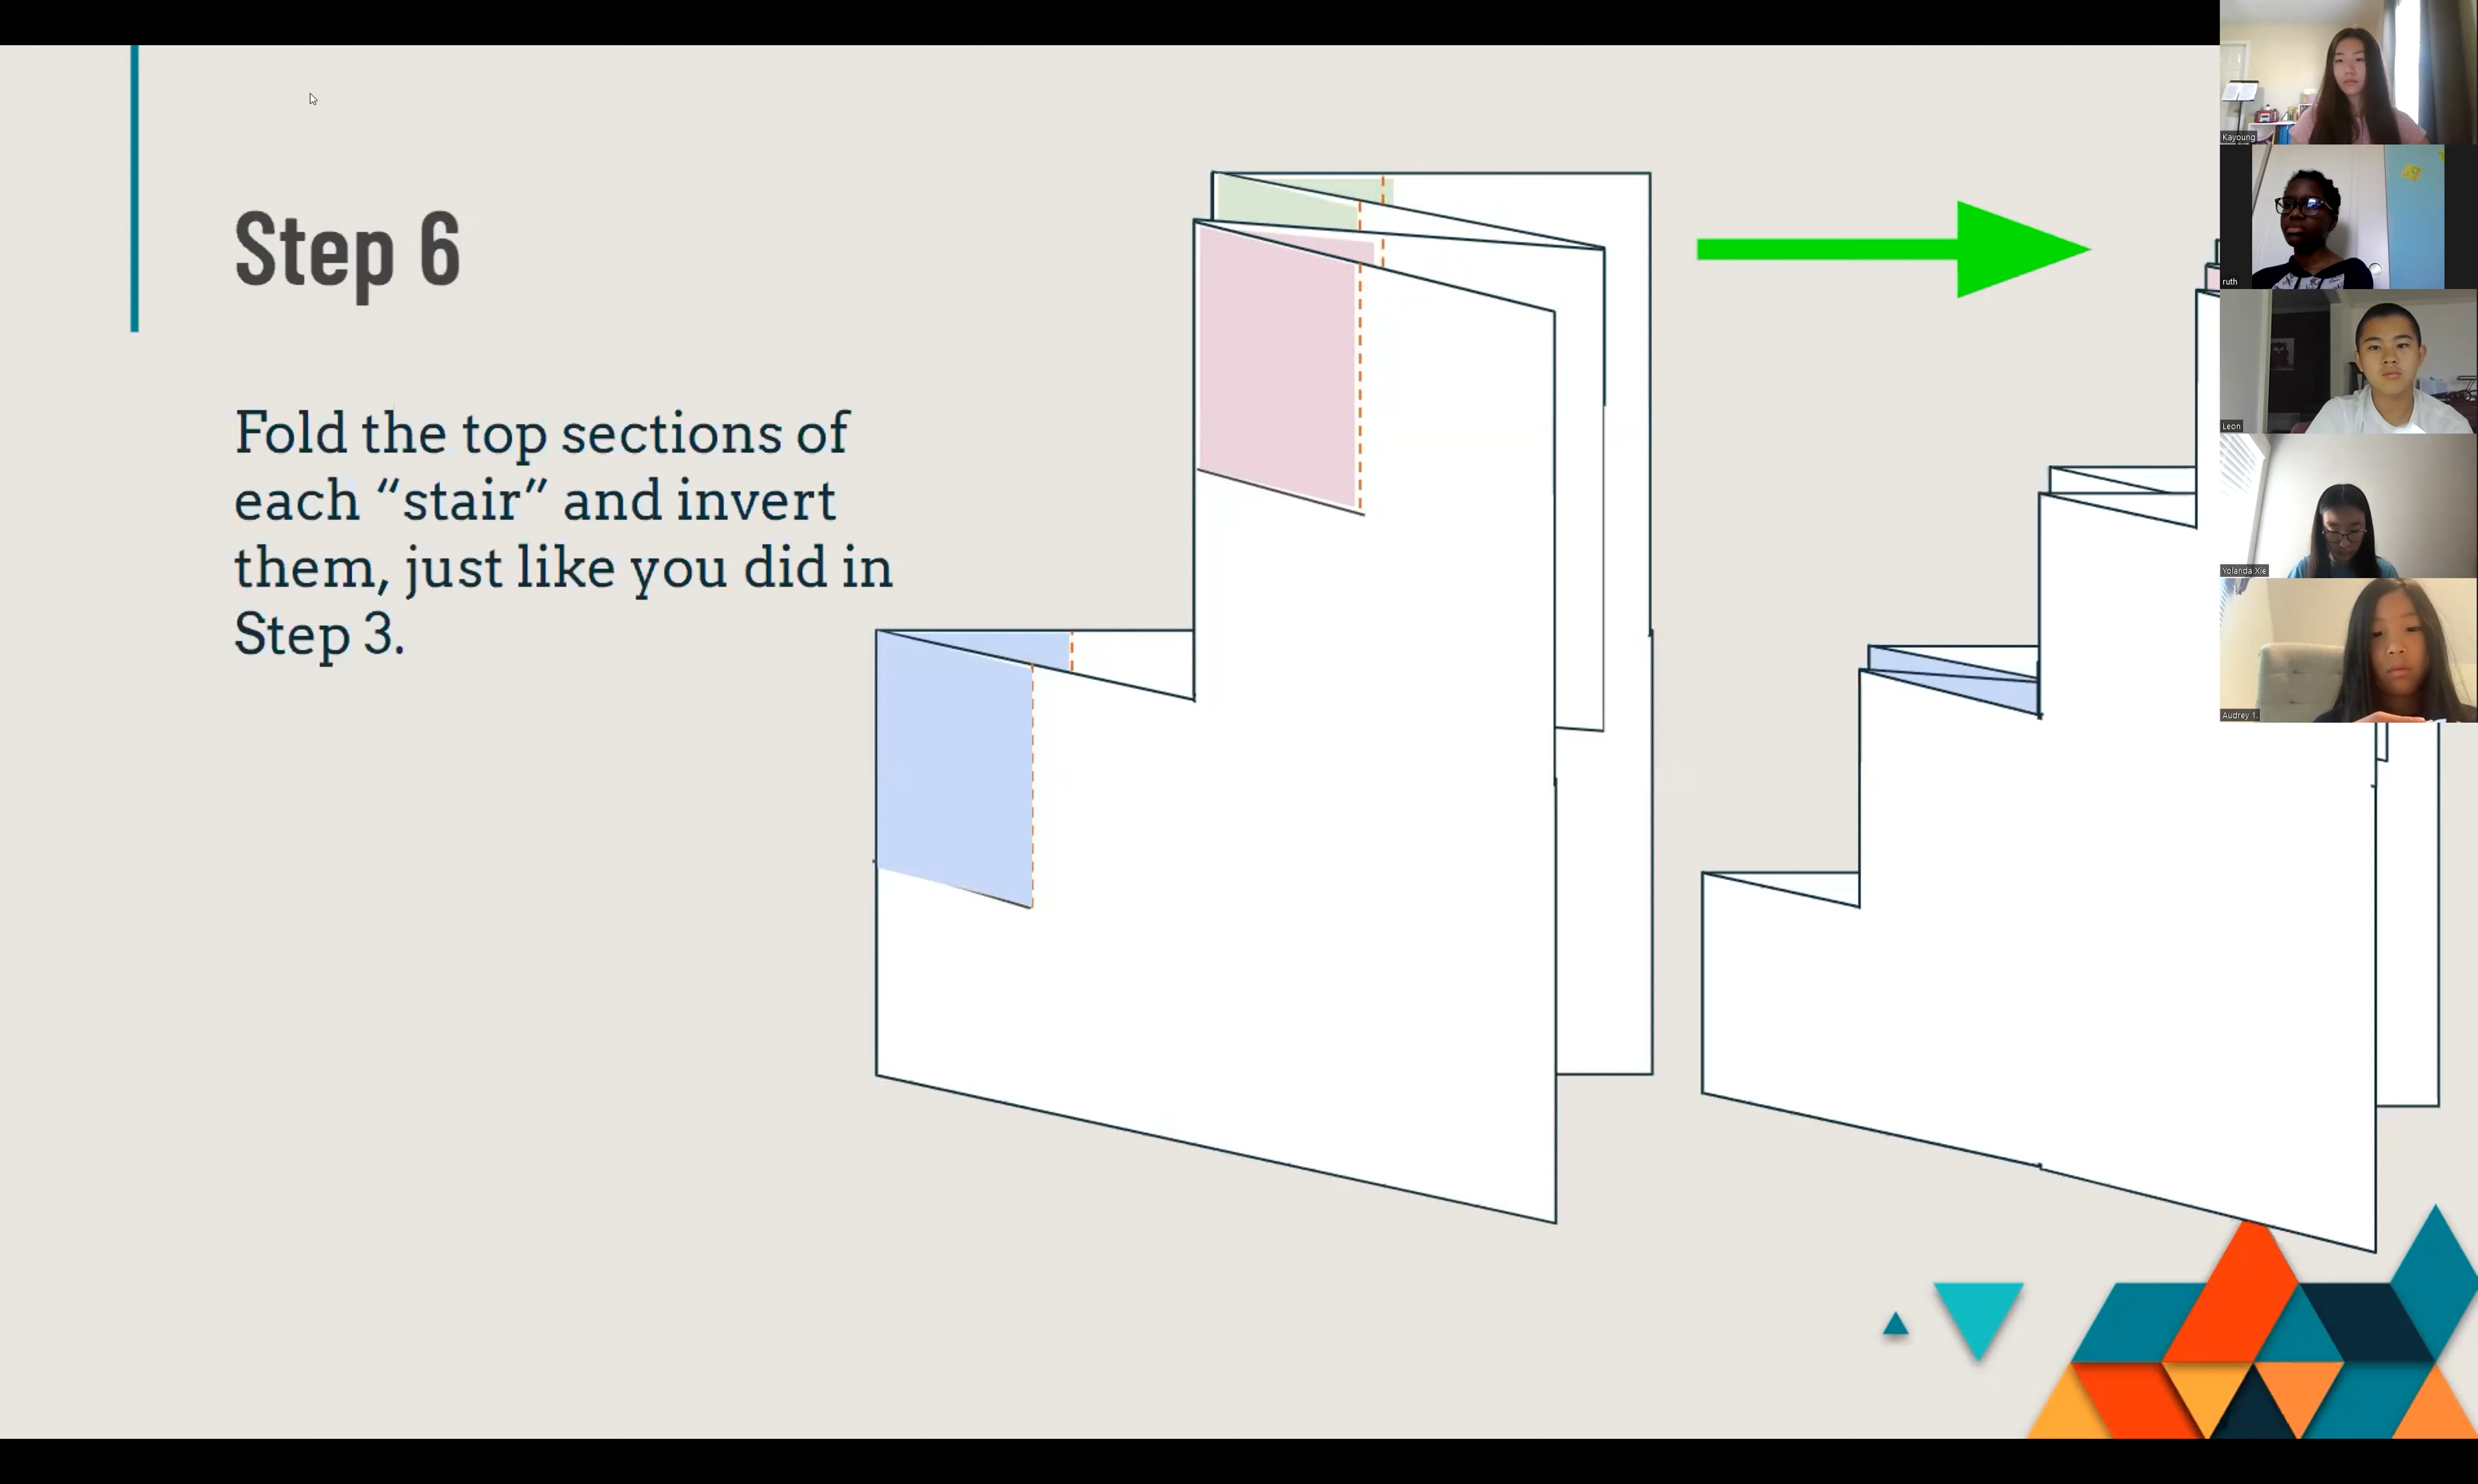 Step 6
Fold the top sections of
each “stair” and invert
them, just like you did in
Step 3.
Kayoung
ruth
Leon
Yolanda Xie
Audrey 1.